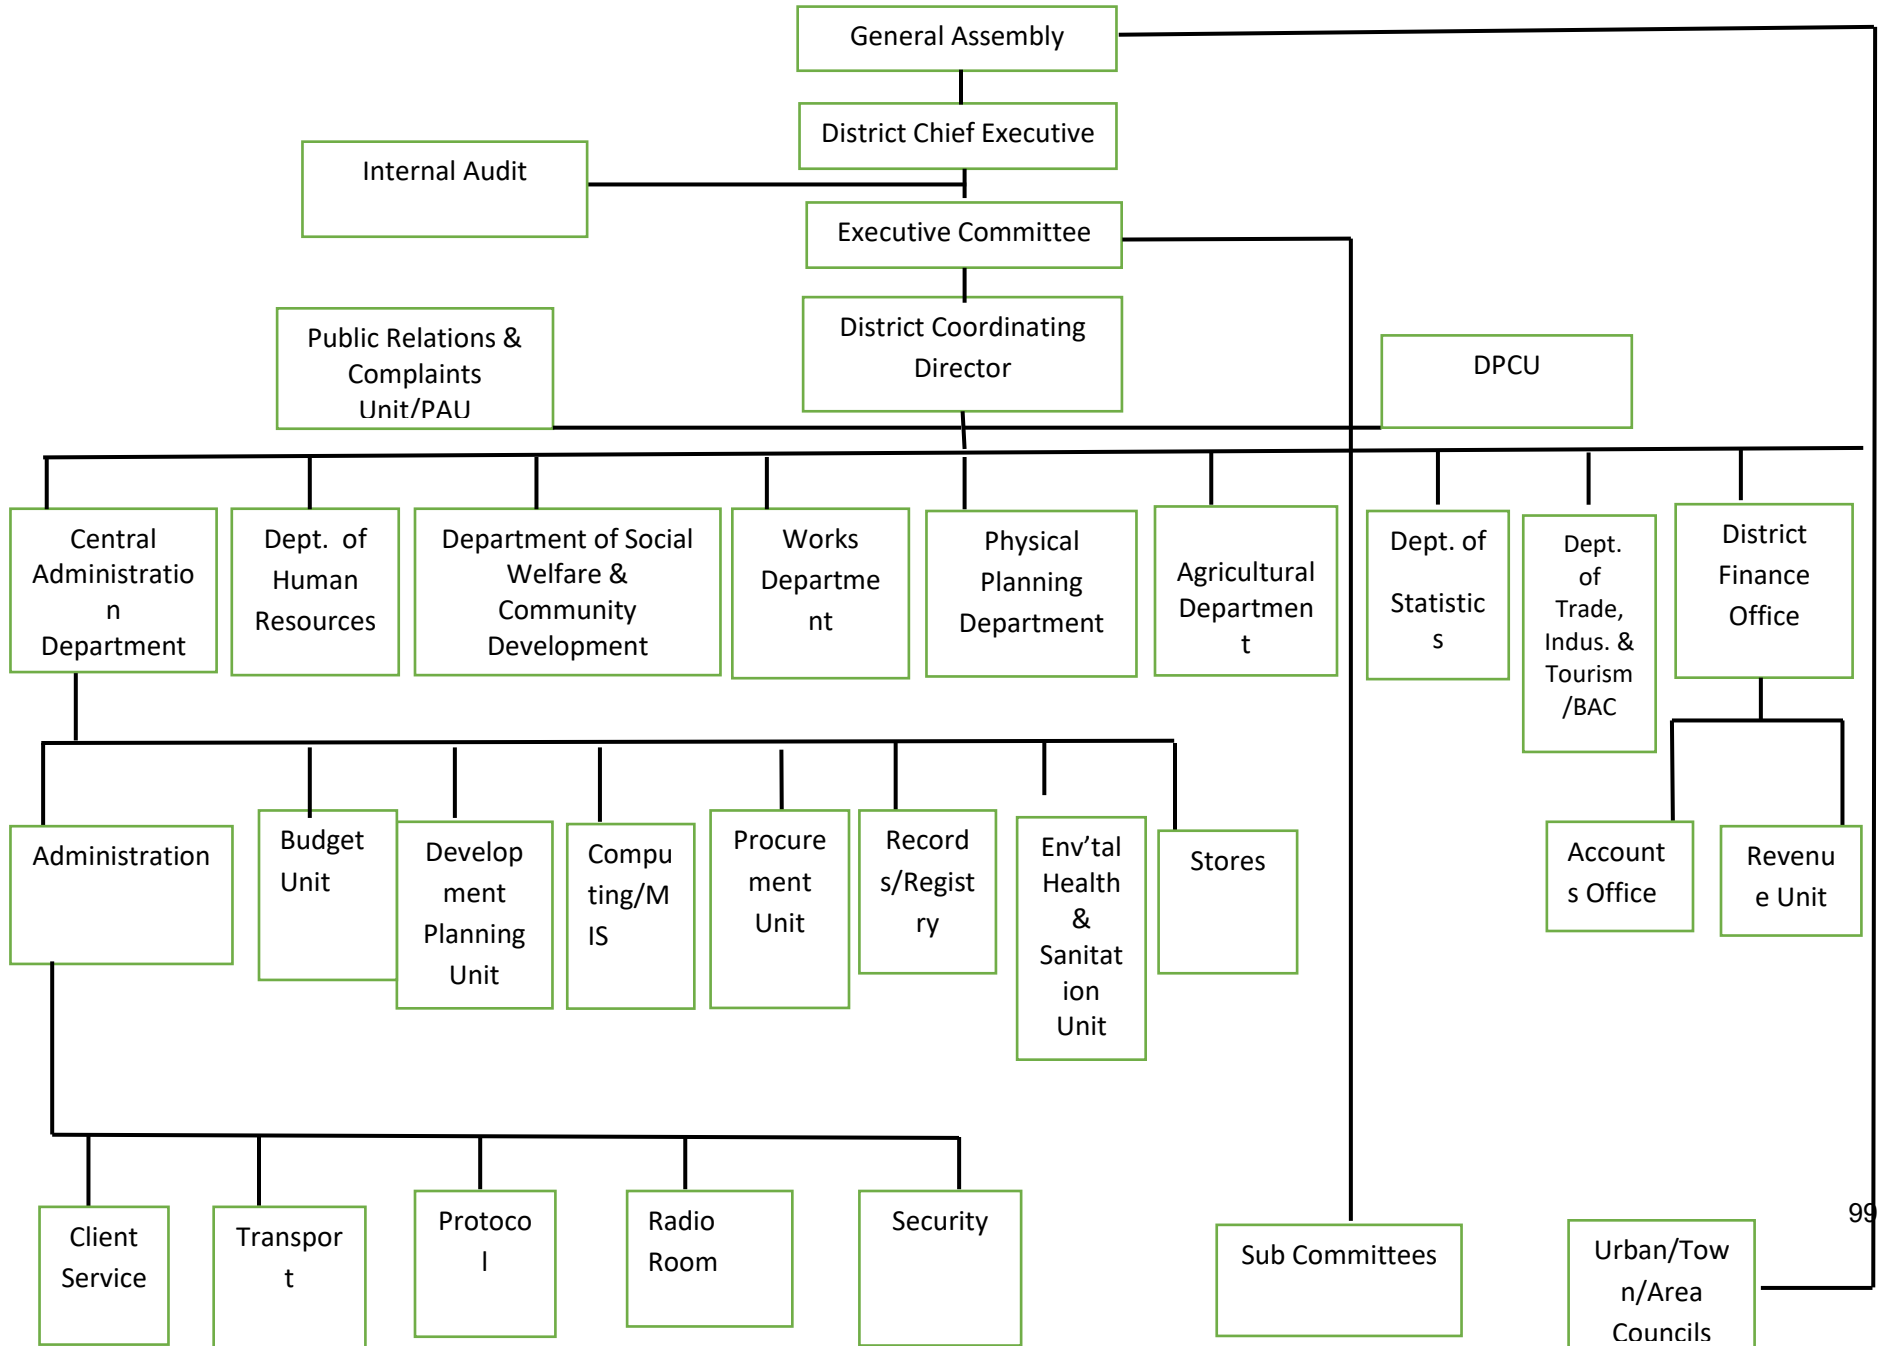 General Assembly
District Chief Executive
Internal Audit
Executive Committee
Public Relations &
Complaints
Unit/PAU
District Coordinating
Director
DPCU
Central
Administratio
n
Department
Dept.  of
Human
Resources
Department of Social
Welfare &
Community
Development
Works
Departme
nt
Physical
Planning
Department
Agricultural
Departmen
t
Dept. of
Statistic
s
Dept.
of
Trade,
Indus. &
Tourism
/BAC
District
Finance
Office
Administration
Budget
Unit
Develop
ment
Planning
Unit
Compu
ting/M
IS
Procure
ment
Unit
Record
s/Regist
ry
Env’tal
Health
&
Sanitat
ion
Unit
Stores
Account
s Office
Revenu
e Unit
Client
Service
Transpor
t
Protoco
l
Radio
Room
Security
Sub Committees
Urban/Tow
n/Area
Councils
99